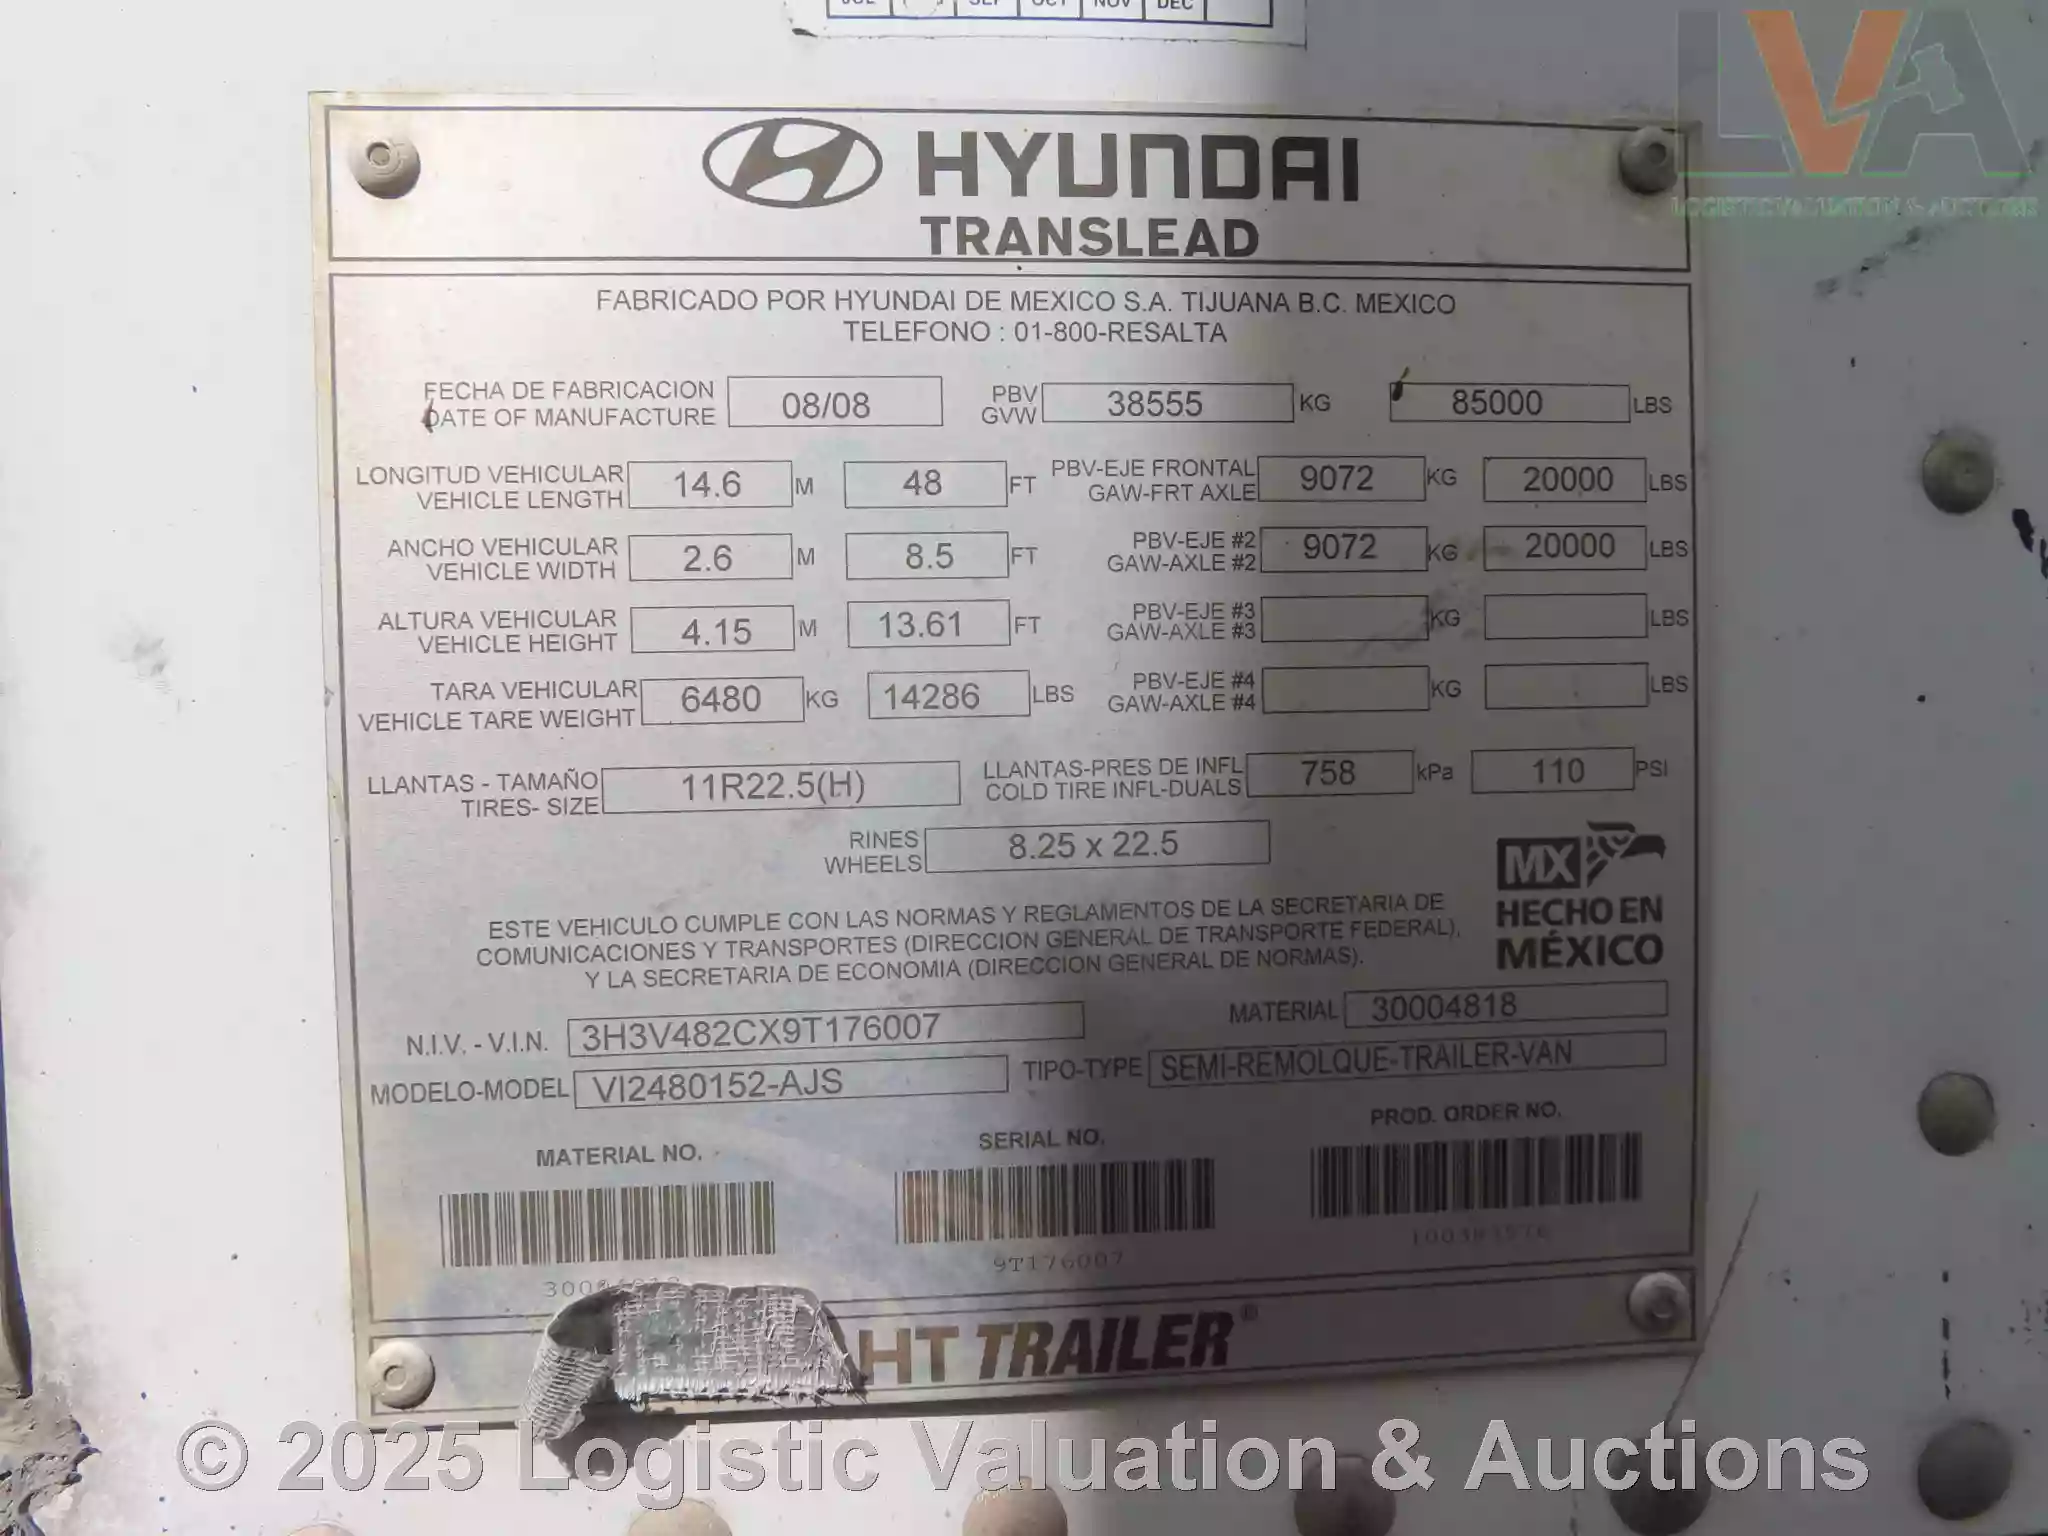 SEP OCT NOV DEC
LVA
LOGISTIC VALUATION & AUCTIONS
HYUNDAI
TRANSLEAD
FABRICADO POR HYUNDAI DE MEXICO S.A. TIJUANA B.C. MEXICO
TELEFONO : 01-800-RESALTA
FECHA DE FABRICACION
DATE OF MANUFACTURE 08/08 PBV GVW 38555 KG 85000 LBS
LONGITUD VEHICULAR
VEHICLE LENGTH 14.6 M 48 FT PBV-EJE FRONTAL GAW-FRT AXLE 9072 KG 20000 LBS
ANCHO VEHICULAR
VEHICLE WIDTH 2.6 M 8.5 FT PBV-EJE #2 GAW-AXLE #2 9072 KG 20000 LBS
ALTURA VEHICULAR
VEHICLE HEIGHT 4.15 M 13.61 FT PBV-EJE #3 GAW-AXLE #3 KG LBS
TARA VEHICULAR
VEHICLE TARE WEIGHT 6480 KG 14286 LBS PBV-EJE #4 GAW-AXLE #4 KG LBS
LLANTAS - TAMAÑO
TIRES- SIZE 11R22.5(H) LLANTAS-PRES DE INFL COLD TIRE INFL-DUALS 758 kPa 110 PSI
RINES
WHEELS 8.25 x 22.5
MX
HECHO EN
MÉXICO
ESTE VEHICULO CUMPLE CON LAS NORMAS Y REGLAMENTOS DE LA SECRETARIA DE
COMUNICACIONES Y TRANSPORTES (DIRECCION GENERAL DE TRANSPORTE FEDERAL),
Y LA SECRETARIA DE ECONOMIA (DIRECCION GENERAL DE NORMAS).
N.I.V. - V.I.N. 3H3V482CX9T176007 MATERIAL 30004818
MODELO-MODEL VI2480152-AJS TIPO-TYPE SEMI-REMOLQUE-TRAILER-VAN
MATERIAL NO. SERIAL NO. PROD. ORDER NO.
9T176007
HT TRAILER®
© 2025 Logistic Valuation & Auctions